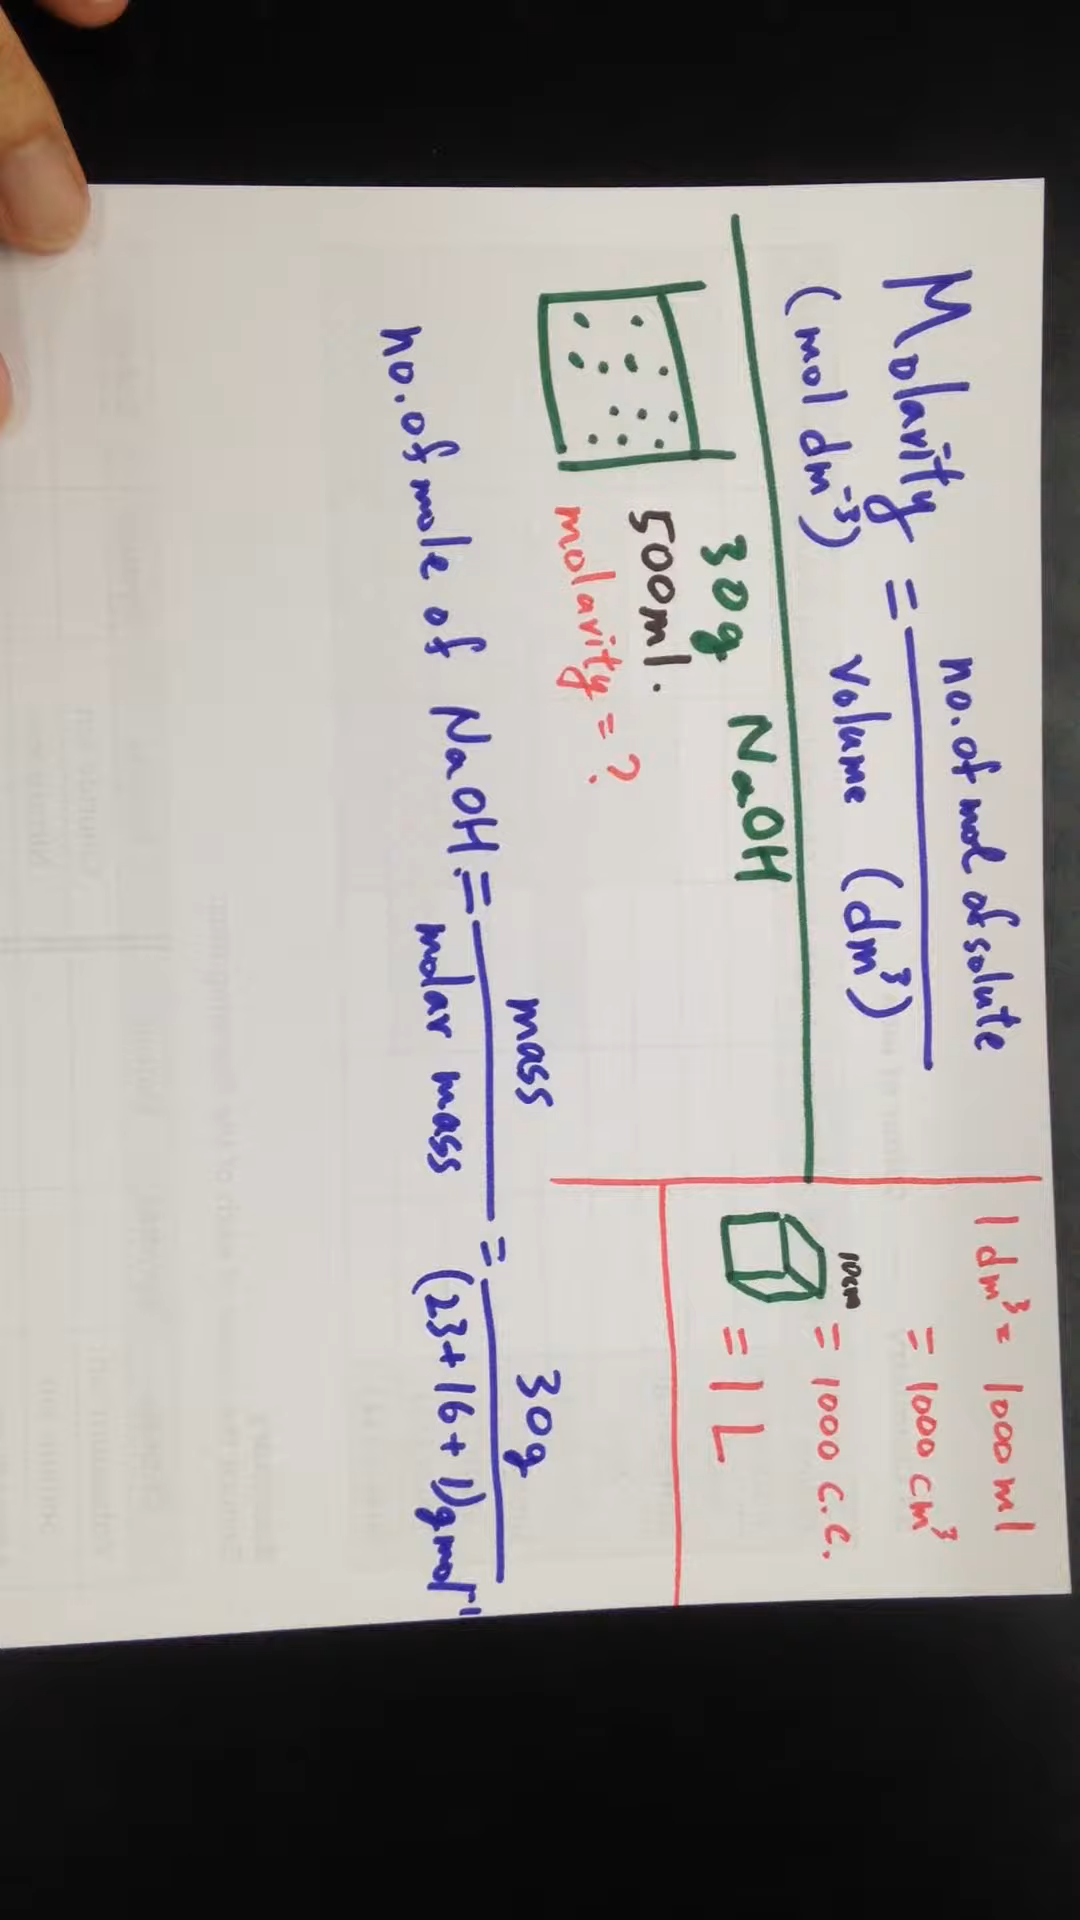 Molarity = no. of mol of solute
(mol dm⁻³) volume (dm³)
1 dm³ = 1000 ml
= 1000 cm³
10cm = 1000 c.c.
= 1 L
30g NaOH
500ml.
molarity = ?
no. of mole of NaOH = mass = 30g
molar mass (23+16+1)g mol⁻¹